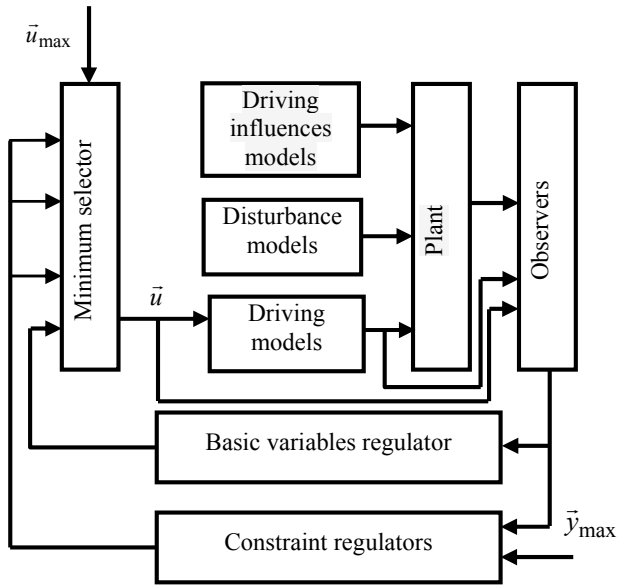 u⃗max
Minimum selector
Driving
influences
models
Disturbance
models
u⃗
Driving
models
Plant
Observers
Basic variables regulator
Constraint regulators
y⃗max